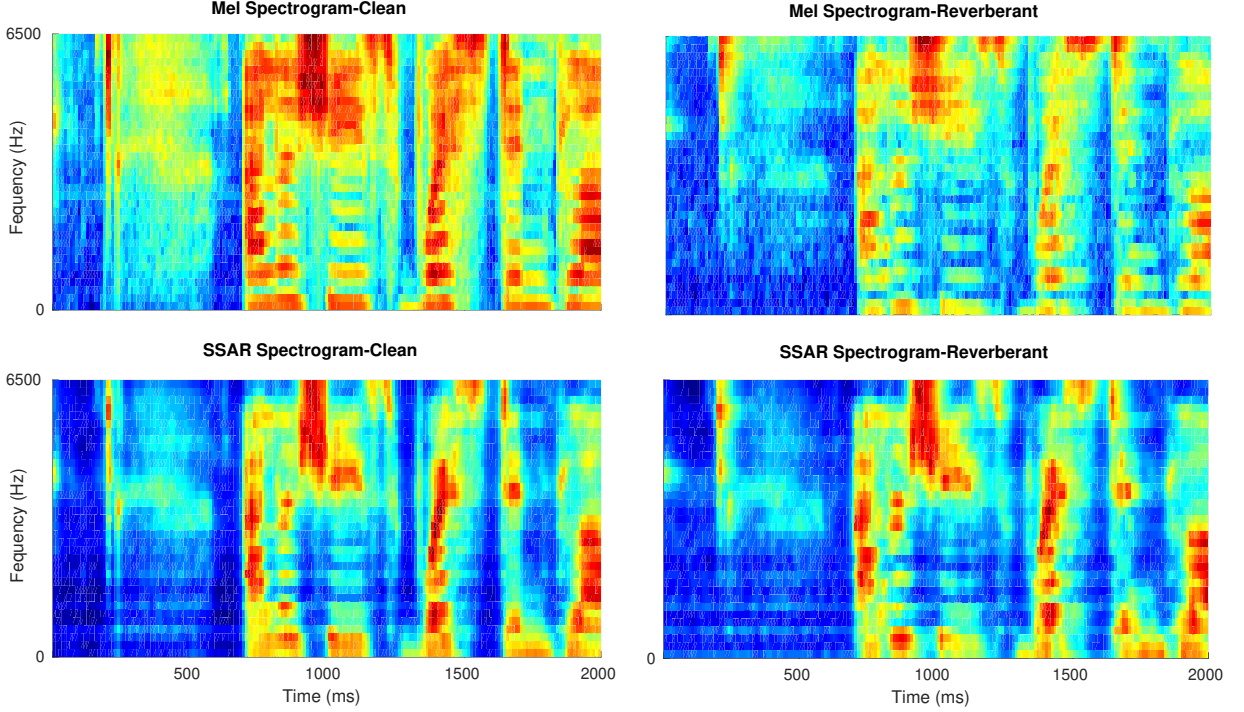 Mel Spectrogram-Clean
Mel Spectrogram-Reverberant
6500
Fequency (Hz)
0
SSAR Spectrogram-Clean
SSAR Spectrogram-Reverberant
6500
Fequency (Hz)
0
0
500
1000
1500
2000
500
1000
1500
2000
Time (ms)
Time (ms)